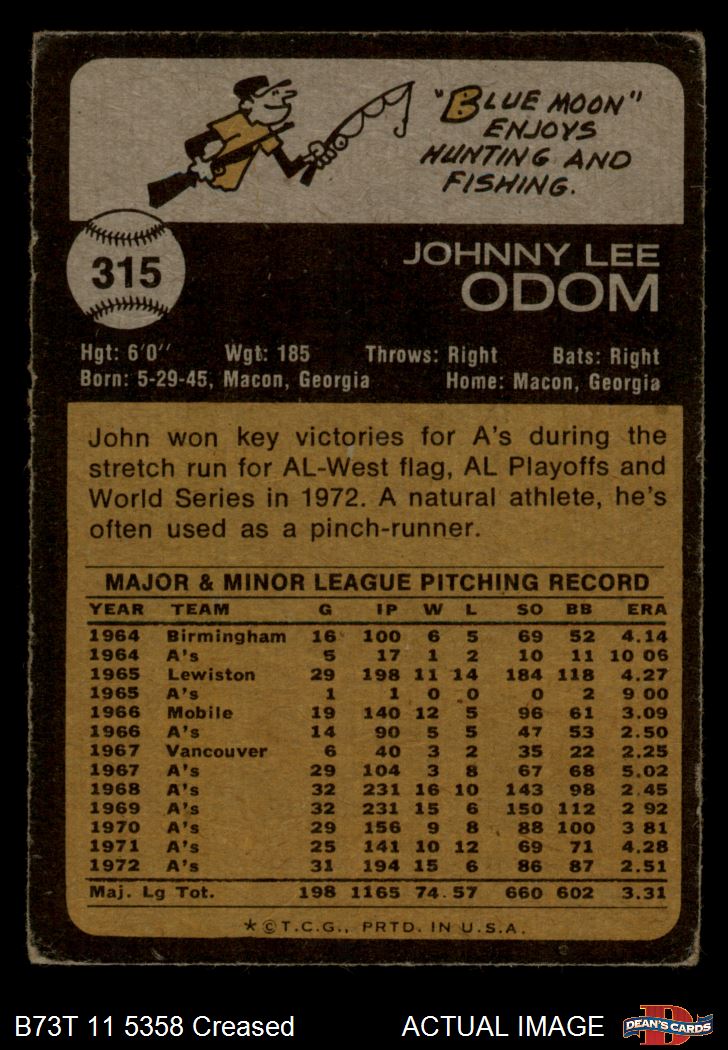 "BLUE MOON"
ENJOYS
HUNTING AND
FISHING.
315
JOHNNY LEE
ODOM
Hgt: 6'0'' Wgt: 185 Throws: Right Bats: Right
Born: 5-29-45, Macon, Georgia Home: Macon, Georgia
John won key victories for A's during the
stretch run for AL-West flag, AL Playoffs and
World Series in 1972. A natural athlete, he's
often used as a pinch-runner.
MAJOR & MINOR LEAGUE PITCHING RECORD
YEAR TEAM G IP W L SO BB ERA
1964 Birmingham 16 100 6 5 69 52 4.14
1964 A's 5 17 1 2 10 11 10 06
1965 Lewiston 29 198 11 14 184 118 4.27
1965 A's 1 1 0 0 0 2 9 00
1966 Mobile 19 140 12 5 96 61 3.09
1966 A's 14 90 5 5 47 53 2.50
1967 Vancouver 6 40 3 2 35 22 2.25
1967 A's 29 104 3 8 67 68 5.02
1968 A's 32 231 16 10 143 98 2.45
1969 A's 32 231 15 6 150 112 2 92
1970 A's 29 156 9 8 88 100 3 81
1971 A's 25 141 10 12 69 71 4.28
1972 A's 31 194 15 6 86 87 2.51
Maj. Lg Tot. 198 1165 74 57 660 602 3.31
*©T.C.G., PRTD. IN U.S.A.
B73T 11 5358 Creased ACTUAL IMAGE
D
DEAN'S CARDS